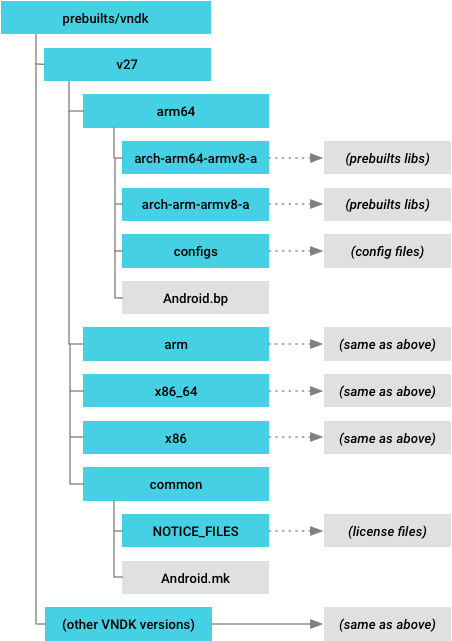 prebuilts/vndk
v27
arm64
arch-arm64-armv8-a
(prebuilts libs)
arch-arm-armv8-a
(prebuilts libs)
configs
(config files)
Android.bp
arm
(same as above)
x86_64
(same as above)
x86
(same as above)
common
NOTICE_FILES
(license files)
Android.mk
(other VNDK versions)
(same as above)